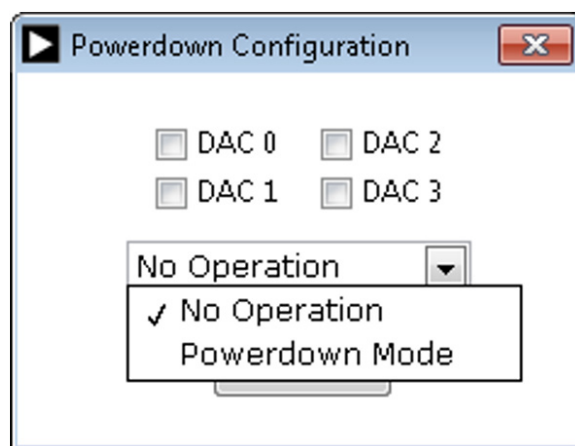 Powerdown Configuration
DAC 0 DAC 2
DAC 1 DAC 3
No Operation
✓ No Operation
Powerdown Mode